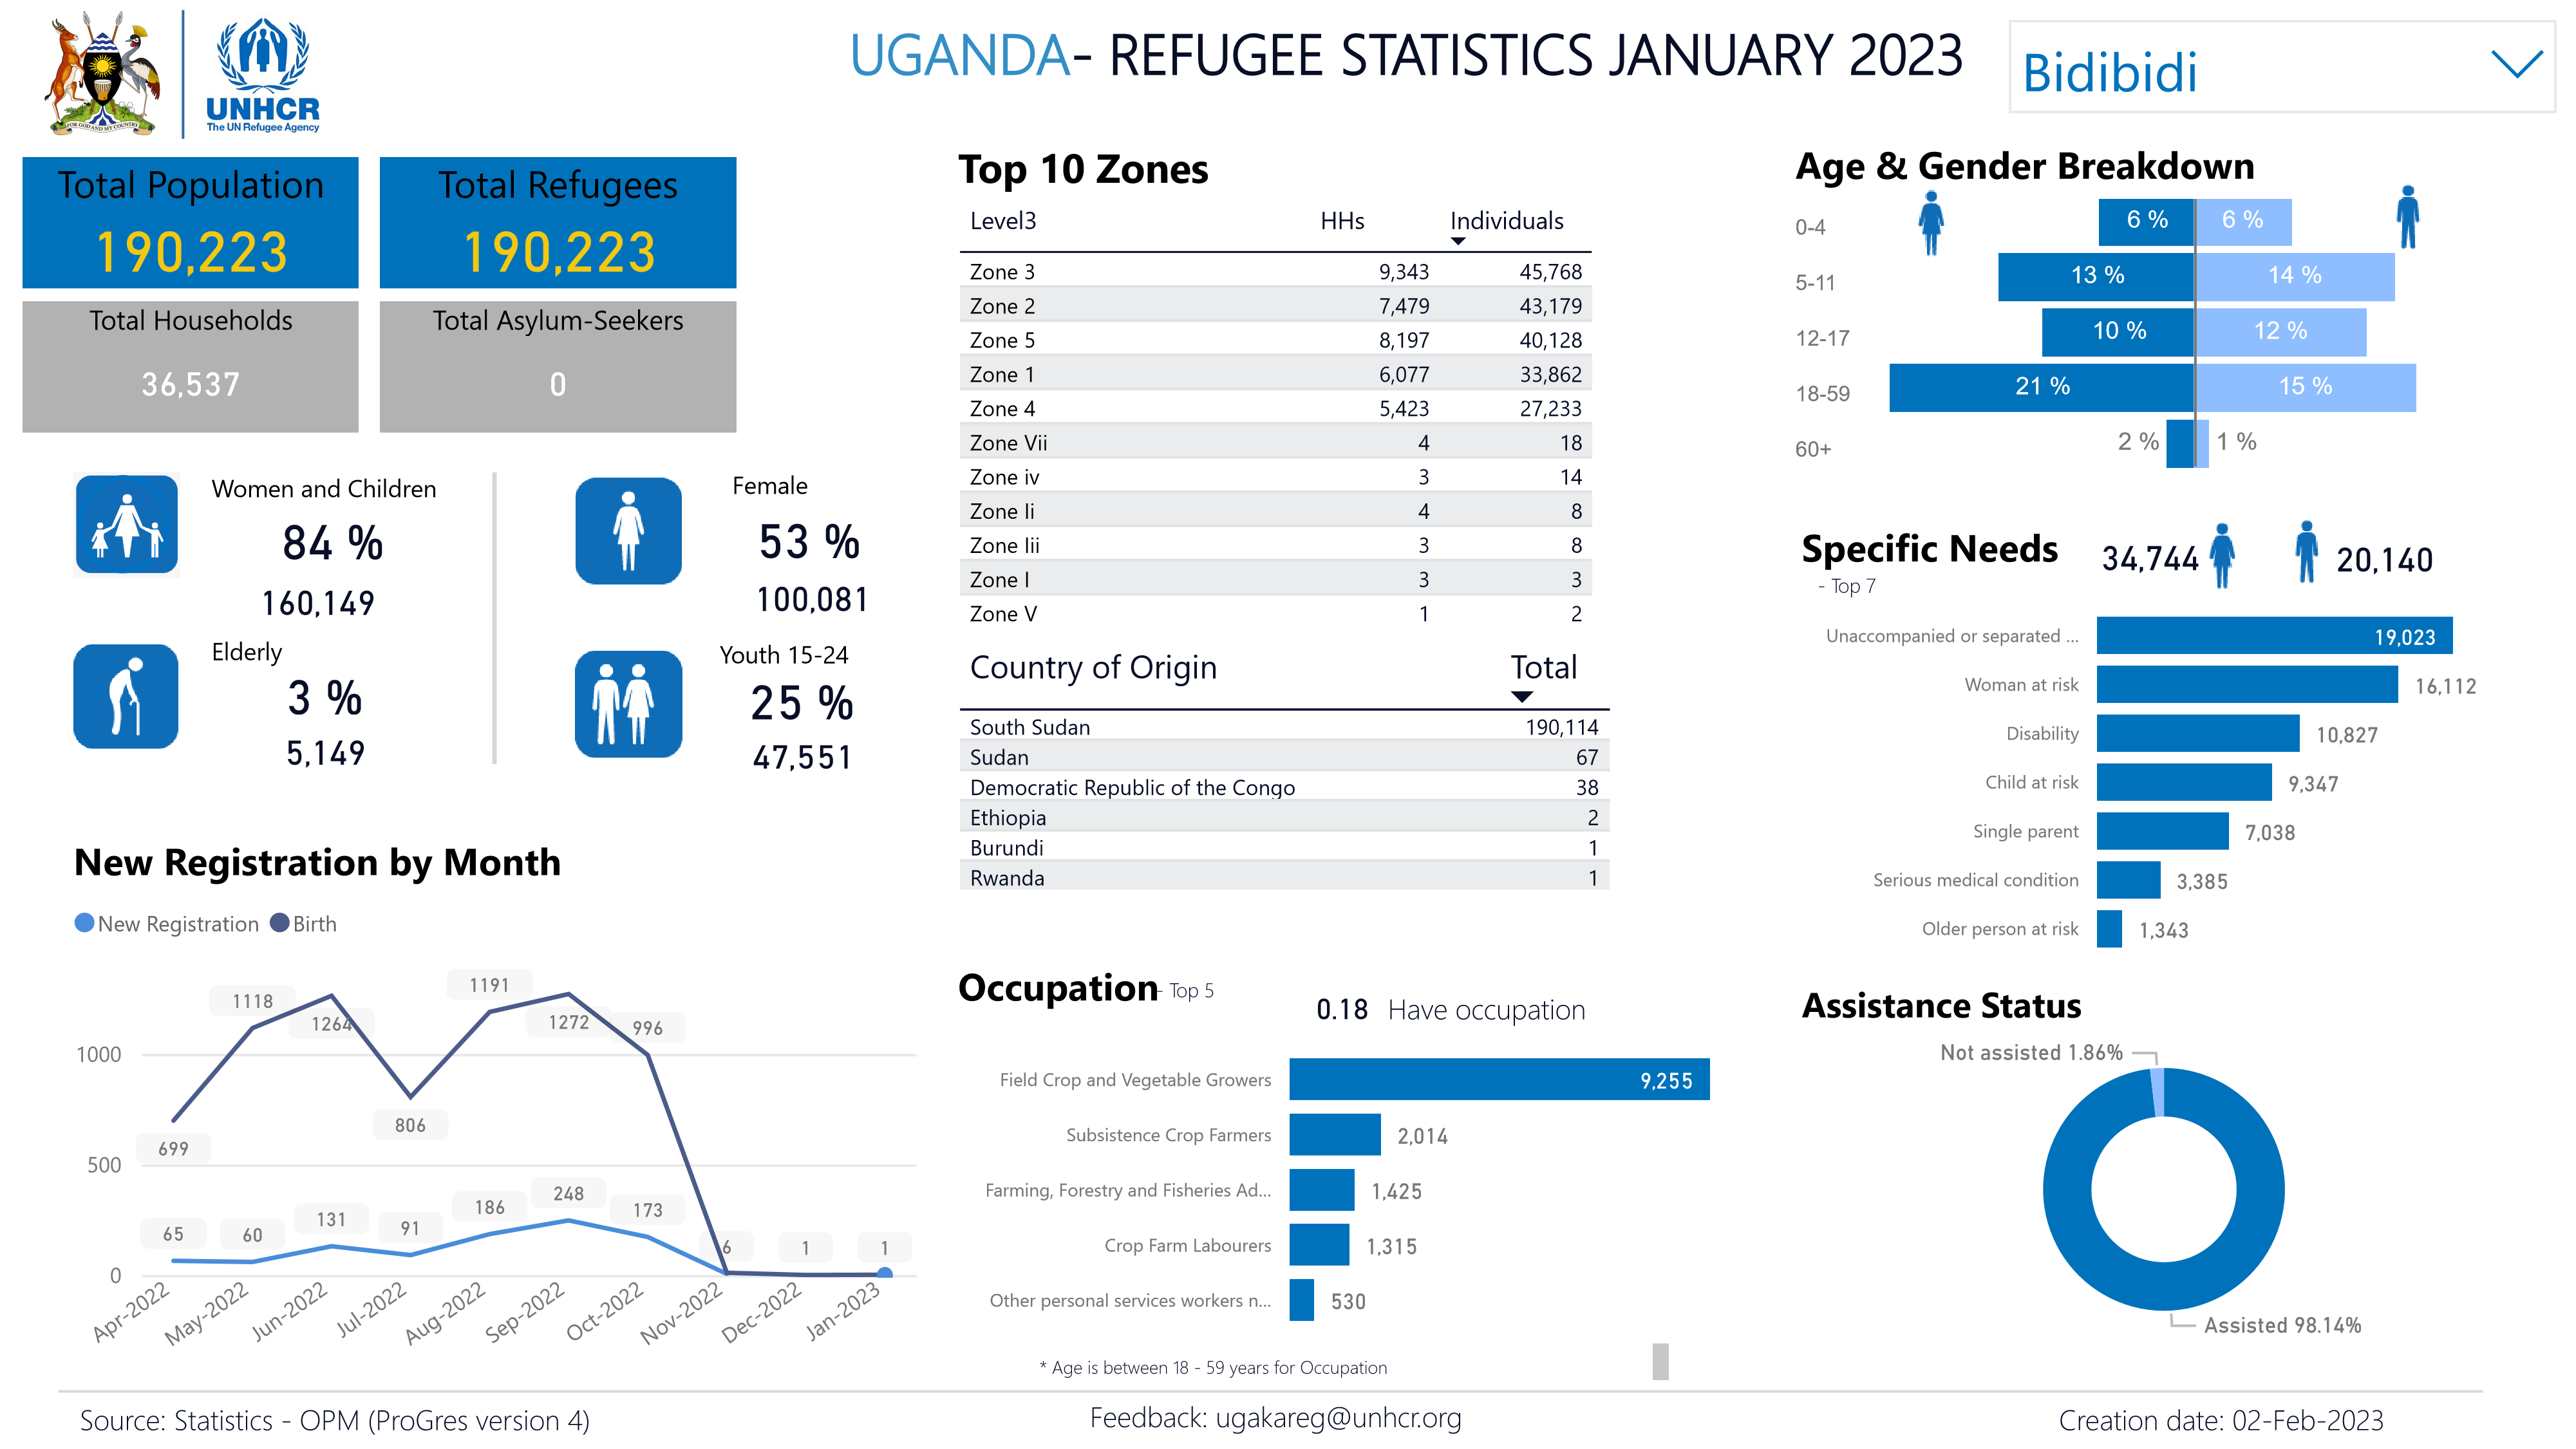 FOR GOD AND MY COUNTRY
UNHCR
The UN Refugee Agency
UGANDA- REFUGEE STATISTICS JANUARY 2023
Bidibidi
Total Population
190,223
Total Refugees
190,223
Total Households
36,537
Total Asylum-Seekers
0
Women and Children
84 %
160,149
Female
53 %
100,081
Elderly
3 %
5,149
Youth 15-24
25 %
47,551
New Registration by Month
New Registration Birth
1118
1264
1191
1272
996
1000
806
699
500
65
60
131
91
186
248
173
6
1
1
0
Apr-2022
May-2022
Jun-2022
Jul-2022
Aug-2022
Sep-2022
Oct-2022
Nov-2022
Dec-2022
Jan-2023
Top 10 Zones
Level3 HHs Individuals
Zone 3 9,343 45,768
Zone 2 7,479 43,179
Zone 5 8,197 40,128
Zone 1 6,077 33,862
Zone 4 5,423 27,233
Zone Vii 4 18
Zone iv 3 14
Zone Ii 4 8
Zone Iii 3 8
Zone I 3 3
Zone V 1 2
Country of Origin Total
South Sudan 190,114
Sudan 67
Democratic Republic of the Congo 38
Ethiopia 2
Burundi 1
Rwanda 1
Occupation - Top 5
0.18 Have occupation
Field Crop and Vegetable Growers 9,255
Subsistence Crop Farmers 2,014
Farming, Forestry and Fisheries Ad... 1,425
Crop Farm Labourers 1,315
Other personal services workers n... 530
* Age is between 18 - 59 years for Occupation
Age & Gender Breakdown
0-4 6 % 6 %
5-11 13 % 14 %
12-17 10 % 12 %
18-59 21 % 15 %
60+ 2 % 1 %
Specific Needs 34,744 20,140
- Top 7
Unaccompanied or separated ... 19,023
Woman at risk 16,112
Disability 10,827
Child at risk 9,347
Single parent 7,038
Serious medical condition 3,385
Older person at risk 1,343
Assistance Status
Not assisted 1.86%
Assisted 98.14%
Source: Statistics - OPM (ProGres version 4)
Feedback: ugakareg@unhcr.org
Creation date: 02-Feb-2023